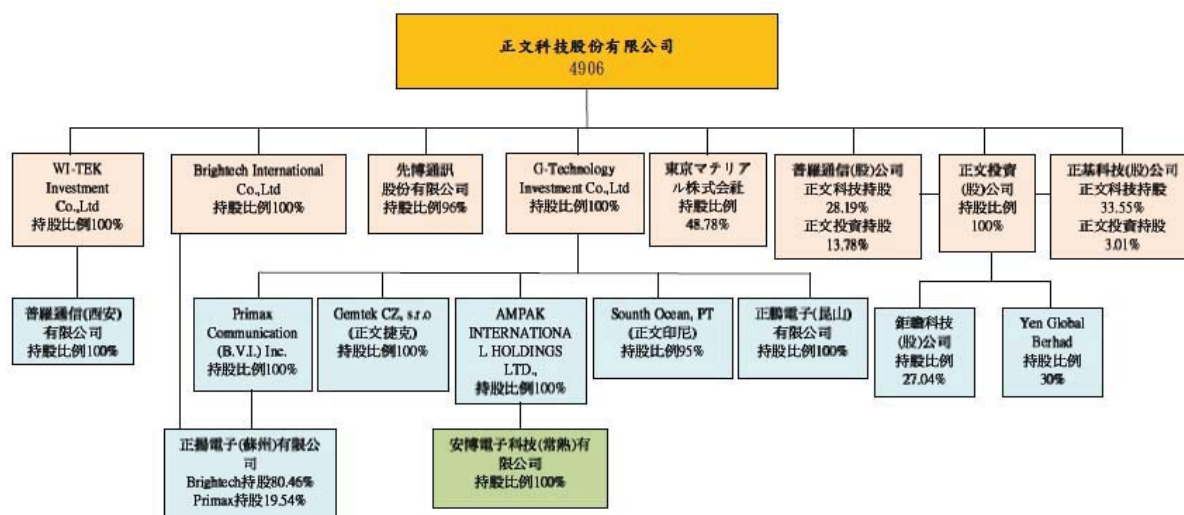 正文科技股份有限公司
4906
WI-TEK
Investment
Co.,Ltd
持股比例100%
Brightech International
Co.,Ltd
持股比例100%
先博通訊
股份有限公司
持股比例96%
G-Technology
Investment Co.,Ltd
持股比例100%
東京マテリア
ル株式会社
持股比例
48.78%
普羅通信(股)公司
正文科技持股
28.19%
正文投資持股
13.78%
正文投資
(股)公司
持股比例
100%
正基科技(股)公司
正文科技持股
33.55%
正文投資持股
3.01%
普羅通信(西安)
有限公司
持股比例100%
Primax
Communication
(B.V.I.) Inc.
持股比例100%
Gemtek CZ, s.r.o
(正文捷克)
持股比例100%
AMPAK
INTERNATIONA
L HOLDINGS
LTD.,
持股比例100%
Sounth Ocean, PT
(正文印尼)
持股比例95%
正鵬電子(昆山)
有限公司
持股比例100%
鉅瞻科技
(股)公司
持股比例
27.04%
Yen Global
Berhad
持股比例
30%
正揚電子(蘇州)有限公
司
Brightech持股80.46%
Primax持股19.54%
安博電子科技(常熟)有
限公司
持股比例100%